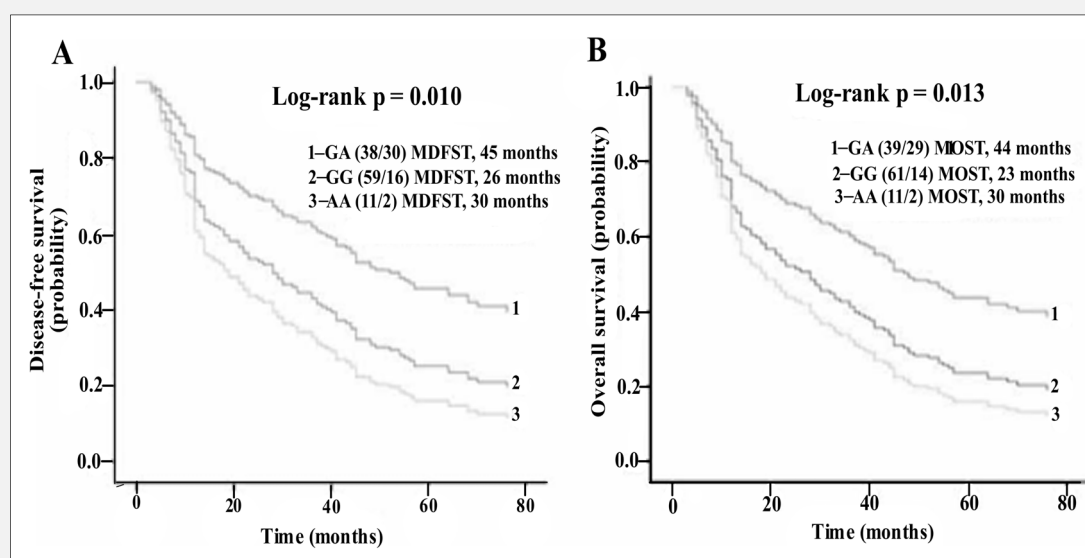 A
Log-rank p = 0.010
1–GA (38/30) MDFST, 45 months
2–GG (59/16) MDFST, 26 months
3–AA (11/2) MDFST, 30 months
Disease-free survival
(probability)
1.0
0.8
0.6
0.4
0.2
0.0
1
2
3
0 20 40 60 80
Time (months)
B
Log-rank p = 0.013
1–GA (39/29) MOST, 44 months
2–GG (61/14) MOST, 23 months
3–AA (11/2) MOST, 30 months
Overall survival (probability)
1.0
0.8
0.6
0.4
0.2
0.0
1
2
3
0 20 40 60 80
Time (months)